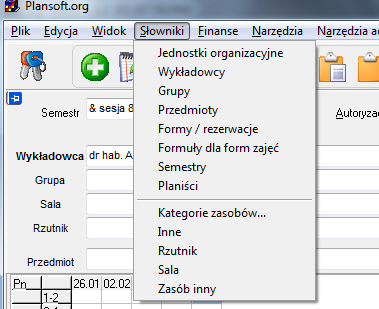 Plansoft.org
Plik Edycja Widok Słowniki Finanse Narzędzia Narzędzia
Jednostki organizacyjne
Wykładowcy
Grupy
Przedmioty
Formy / rezerwacje
Formuły dla form zajęć
Semestry
Planiści
Kategorie zasobów...
Inne
Rzutnik
Sala
Zasób inny
Semestr & sesja 8
Wykładowca dr hab. A
Grupa
Sala
Rzutnik
Przedmiot
Pn 26.01 02.02
1-2